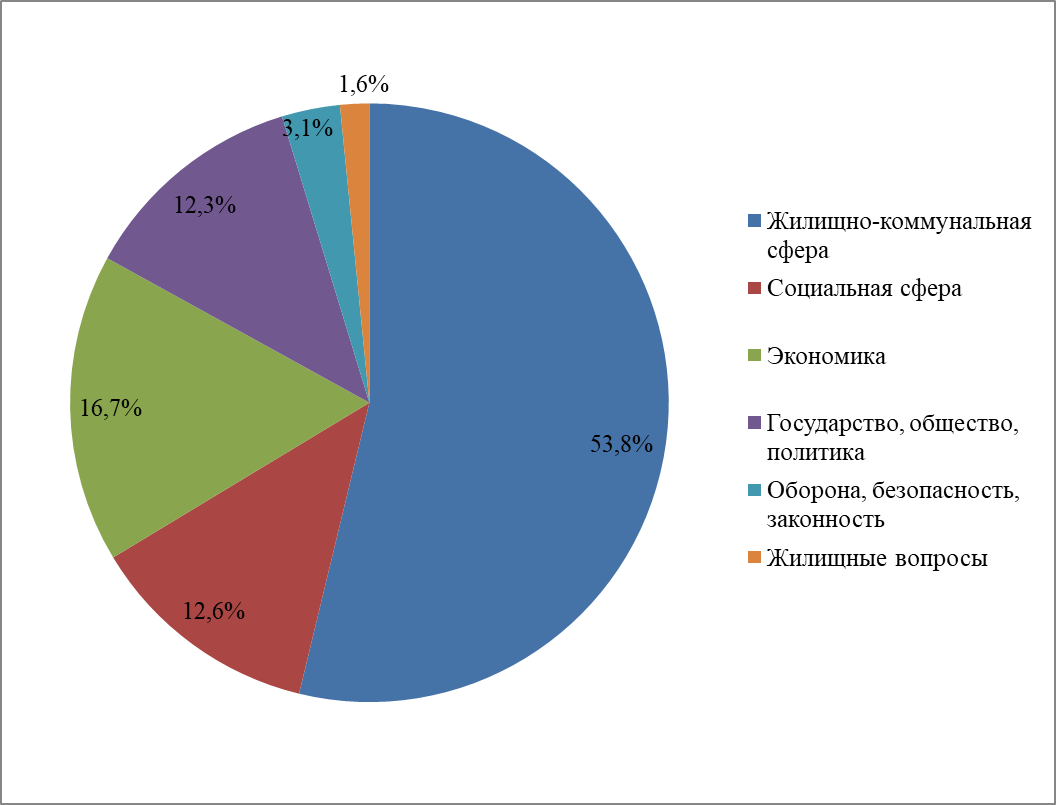 1,6%
3,1%
12,3%
16,7%
53,8%
12,6%
Жилищно-коммунальная
сфера
Социальная сфера
Экономика
Государство, общество,
политика
Оборона, безопасность,
законность
Жилищные вопросы